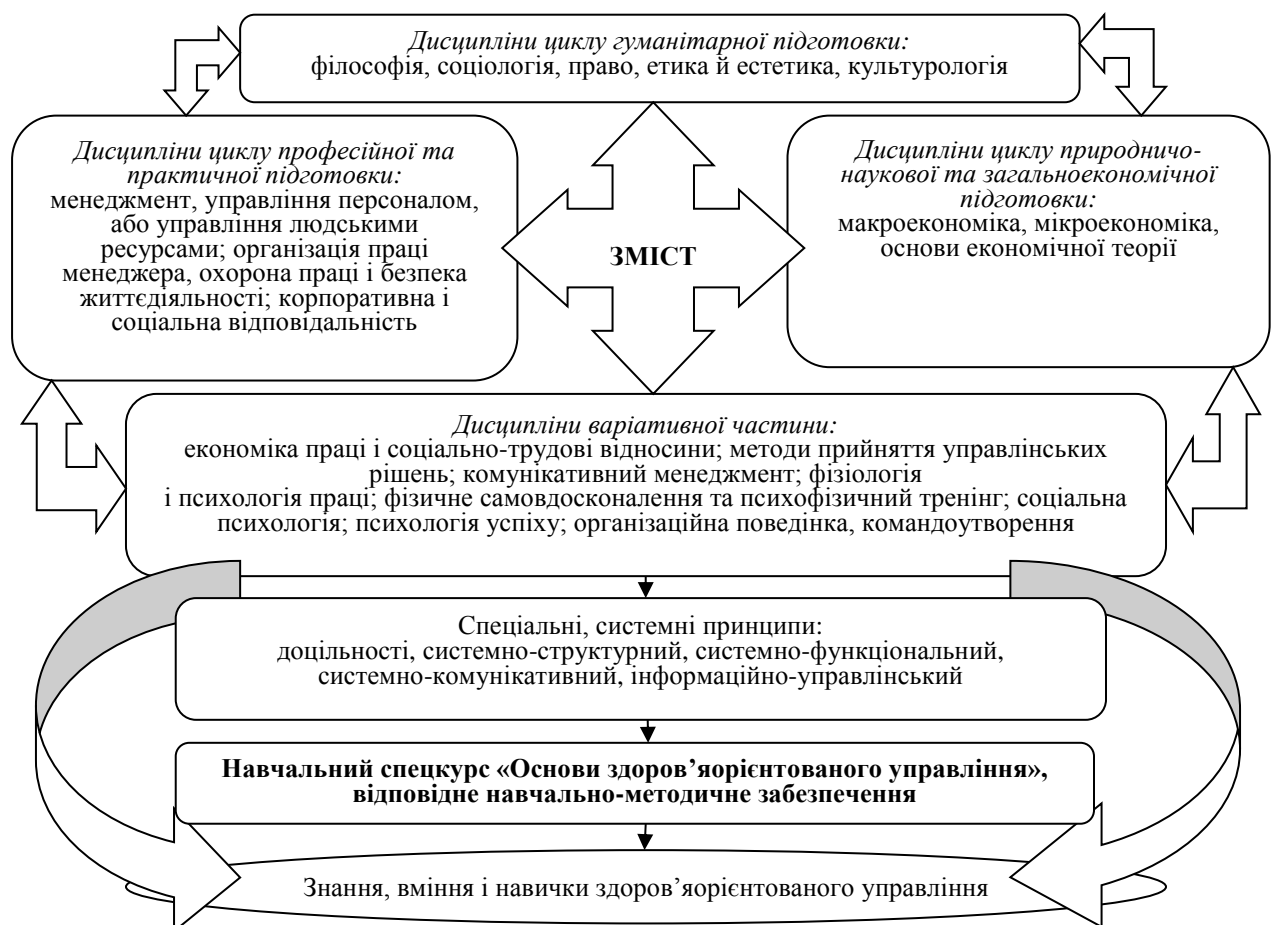 Дисципліни циклу гуманітарної підготовки:
філософія, соціологія, право, етика й естетика, культурологія
Дисципліни циклу професійної та
практичної підготовки:
менеджмент, управління персоналом,
або управління людськими
ресурсами; організація праці
менеджера, охорона праці і безпека
життєдіяльності; корпоративна і
соціальна відповідальність
ЗМІСТ
Дисципліни циклу природничо-
наукової та загальноекономічної
підготовки:
макроекономіка, мікроекономіка,
основи економічної теорії
Дисципліни варіативної частини:
економіка праці і соціально-трудові відносини; методи прийняття управлінських
рішень; комунікативний менеджмент; фізіологія
і психологія праці; фізичне самовдосконалення та психофізичний тренінг; соціальна
психологія; психологія успіху; організаційна поведінка, командоутворення
Спеціальні, системні принципи:
доцільності, системно-структурний, системно-функціональний,
системно-комунікативний, інформаційно-управлінський
Навчальний спецкурс «Основи здоров’яорієнтованого управління»,
відповідне навчально-методичне забезпечення
Знання, вміння і навички здоров’яорієнтованого управління